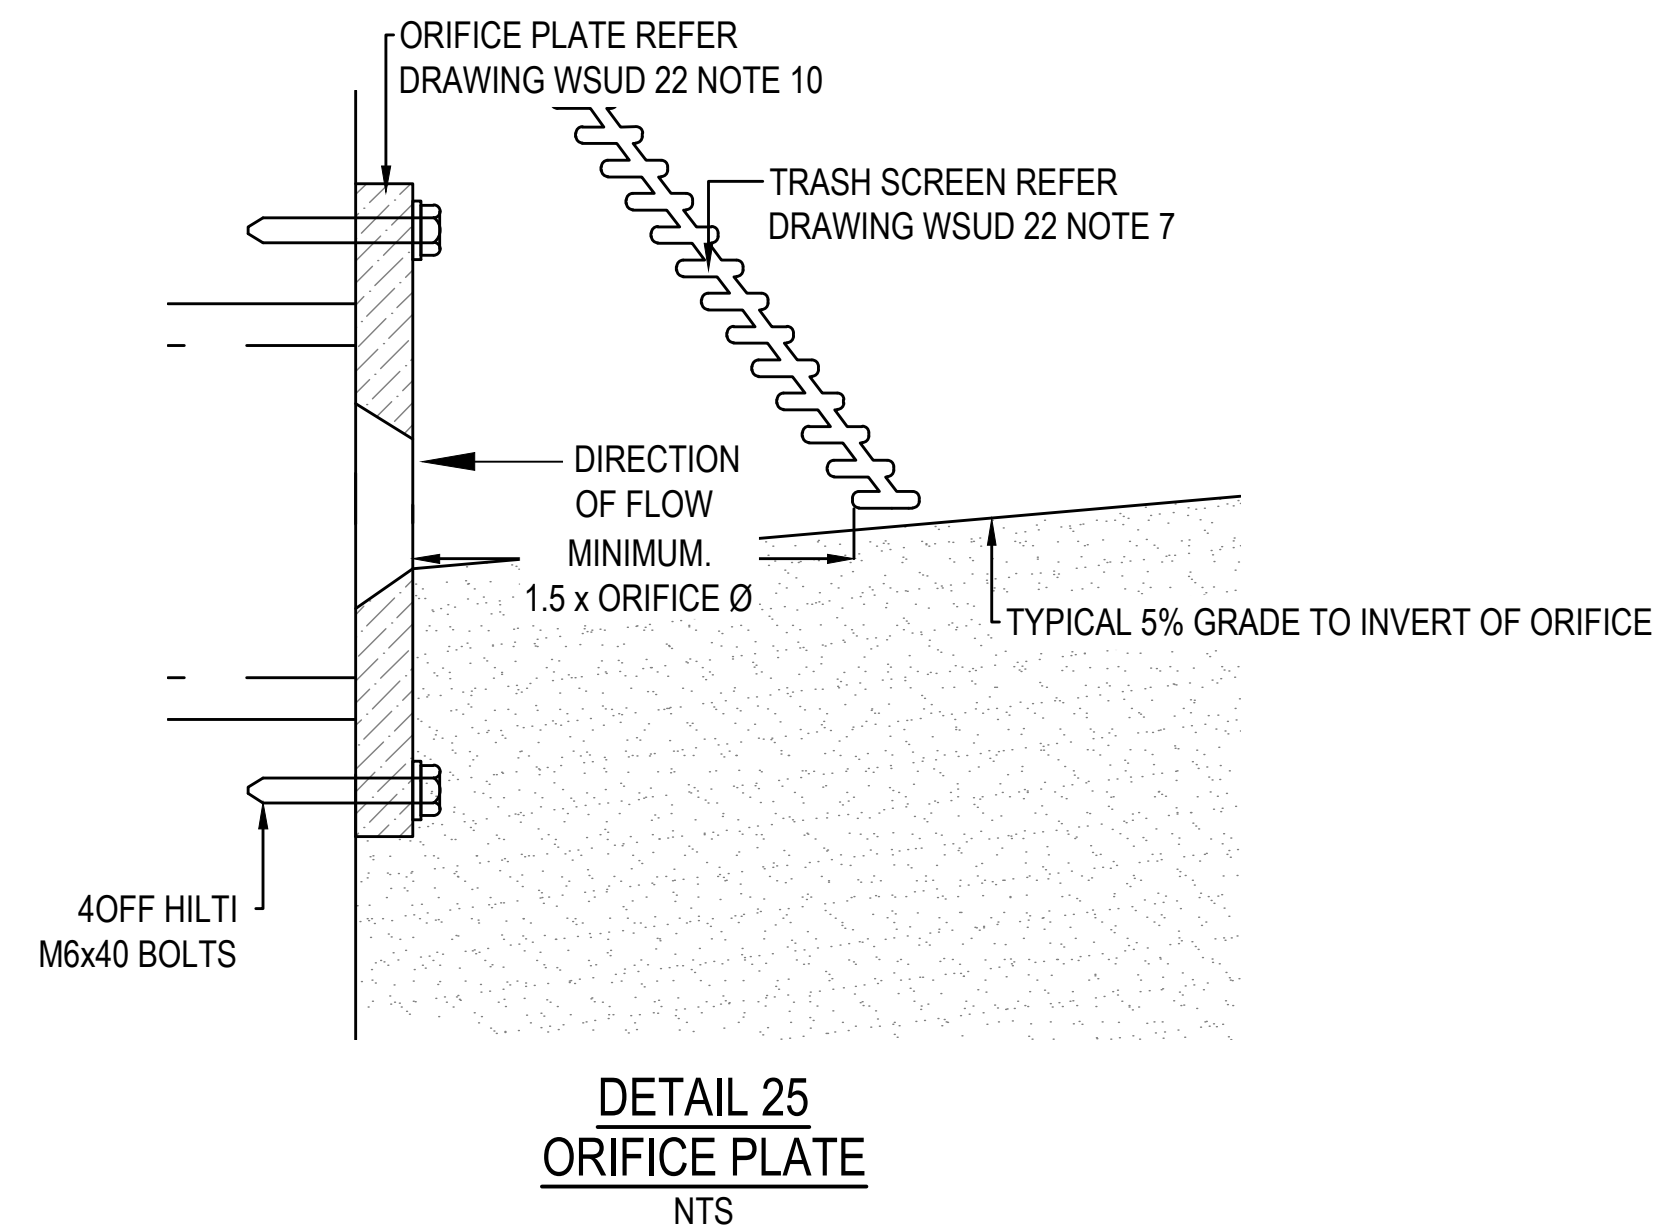 ORIFICE PLATE REFER
DRAWING WSUD 22 NOTE 10
TRASH SCREEN REFER
DRAWING WSUD 22 NOTE 7
DIRECTION
OF FLOW
MINIMUM.
1.5 x ORIFICE Ø
TYPICAL 5% GRADE TO INVERT OF ORIFICE
4OFF HILTI
M6x40 BOLTS
DETAIL 25
ORIFICE PLATE
NTS